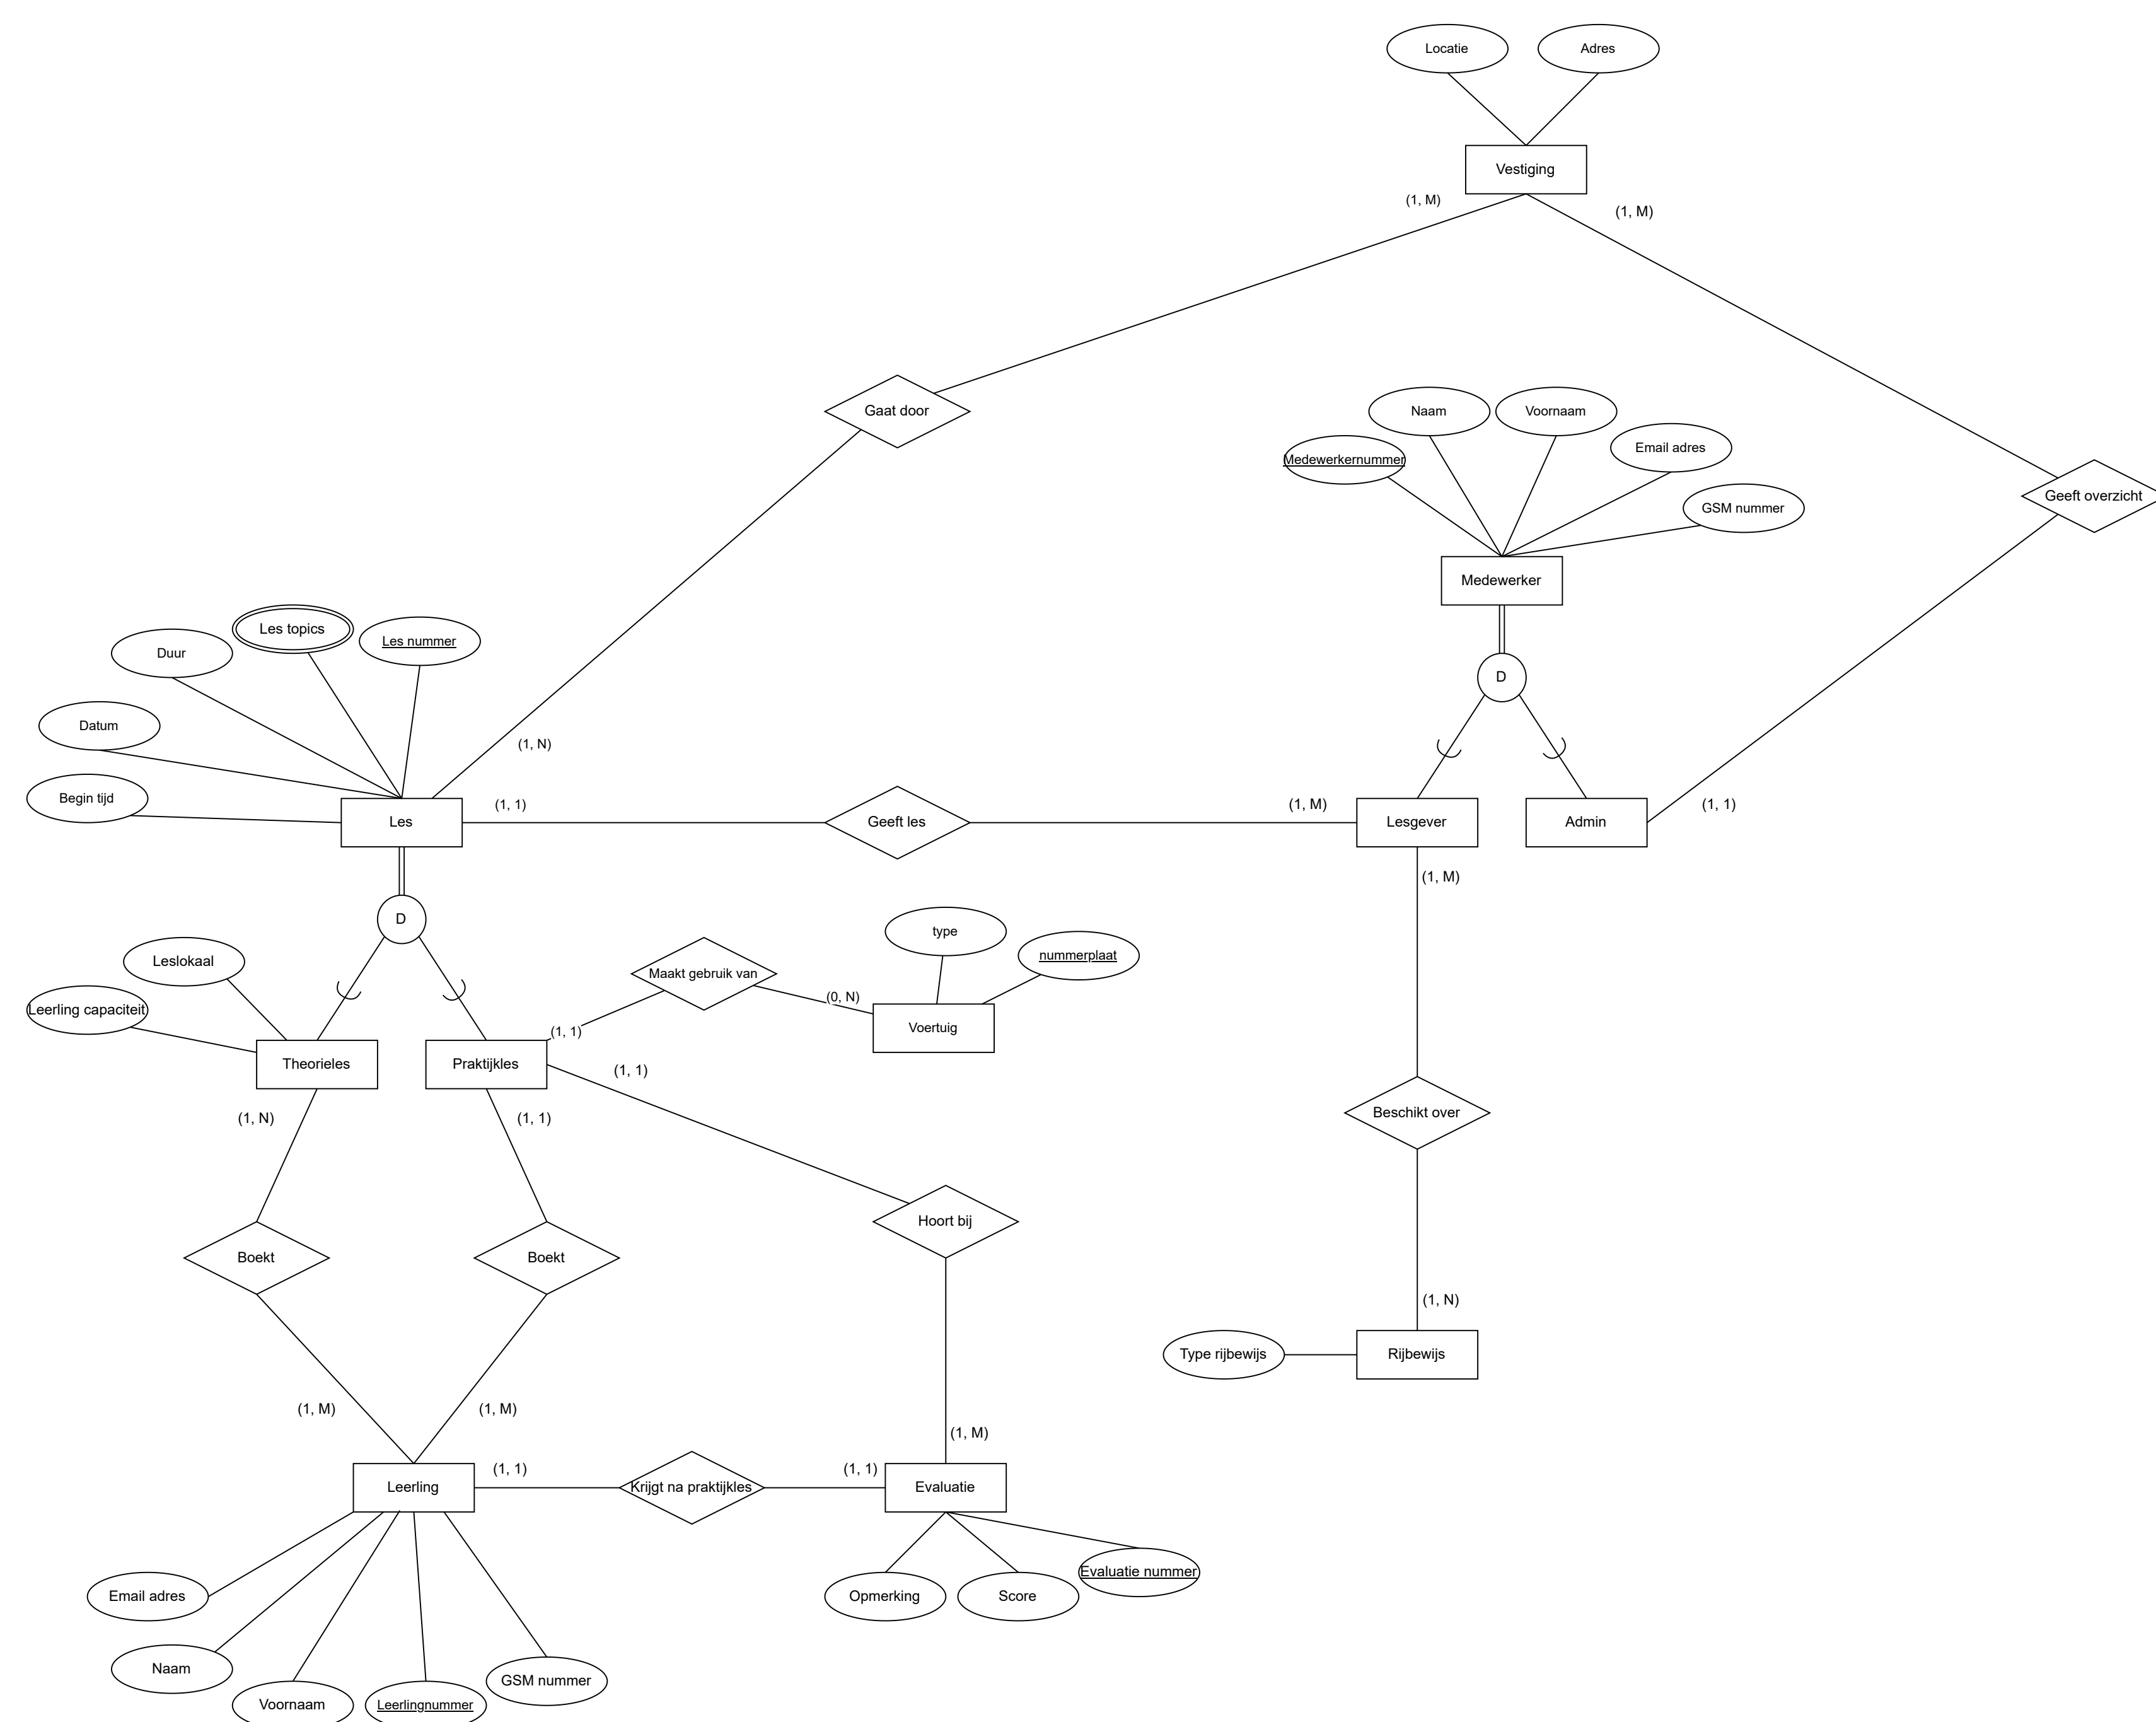 Locatie
Adres
Vestiging
(1, M)
(1, M)
Gaat door
Naam
Voornaam
Medewerkernummer
Email adres
GSM nummer
Geeft overzicht
Medewerker
Les topics
Les nummer
Duur
D
Datum
(1, N)
Begin tijd
(1, 1)
(1, M)
(1, 1)
Les
Geeft les
Lesgever
Admin
(1, M)
D
type
Leslokaal
nummerplaat
Maakt gebruik van
(0, N)
Leerling capaciteit
Voertuig
(1, 1)
Theorieles
Praktijkles
(1, 1)
(1, N)
(1, 1)
Beschikt over
Hoort bij
Boekt
Boekt
(1, N)
Type rijbewijs
Rijbewijs
(1, M)
(1, M)
(1, M)
(1, 1)
(1, 1)
Leerling
Krijgt na praktijkles
Evaluatie
Evaluatie nummer
Email adres
Opmerking
Score
Naam
GSM nummer
Voornaam
Leerlingnummer